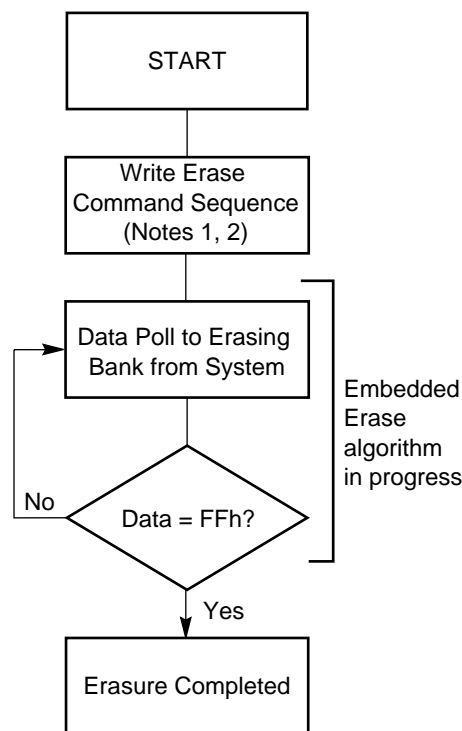 START
Write Erase
Command Sequence
(Notes 1, 2)
Data Poll to Erasing
Bank from System
Embedded
Erase
algorithm
in progress
No
Data = FFh?
Yes
Erasure Completed